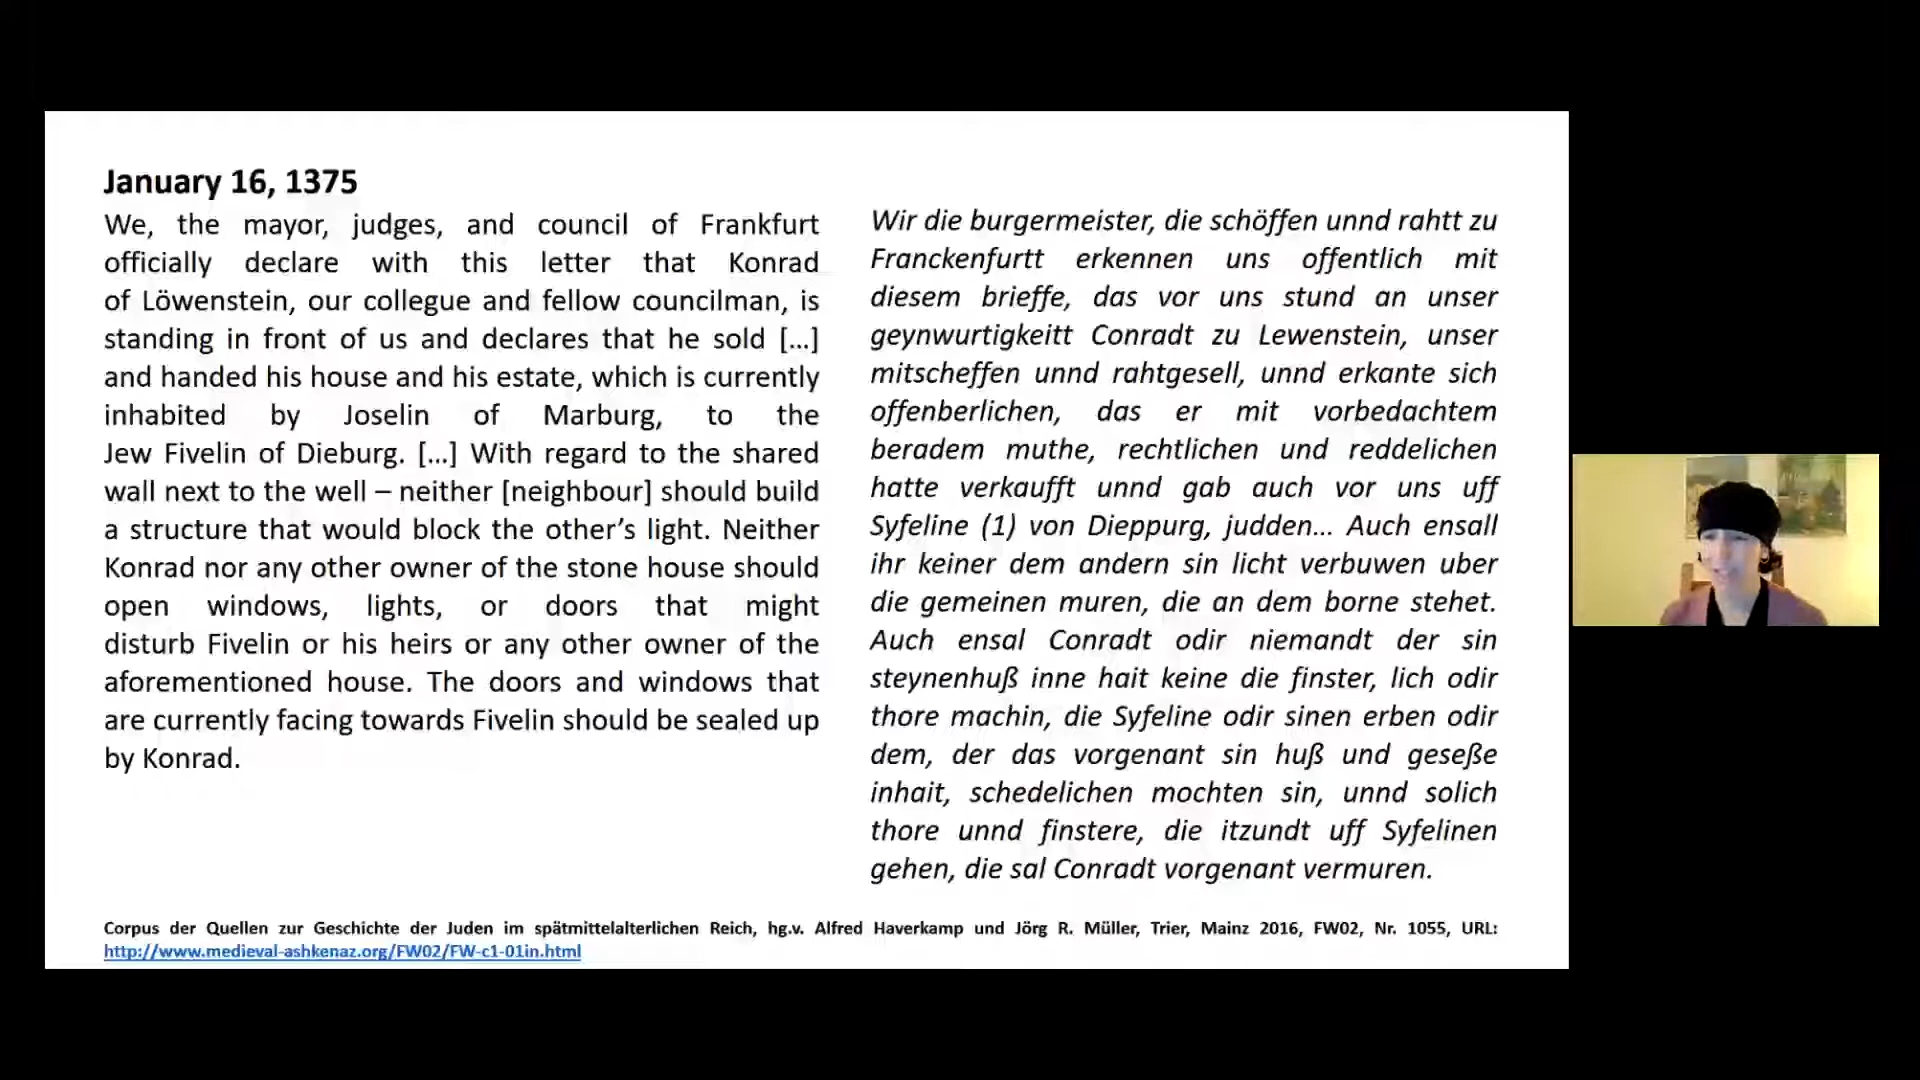 January 16, 1375
We, the mayor, judges, and council of Frankfurt
officially declare with this letter that Konrad
of Löwenstein, our collegue and fellow councilman, is
standing in front of us and declares that he sold [...]
and handed his house and his estate, which is currently
inhabited by Joselin of Marburg, to the
Jew Fivelin of Dieburg. [...] With regard to the shared
wall next to the well – neither [neighbour] should build
a structure that would block the other’s light. Neither
Konrad nor any other owner of the stone house should
open windows, lights, or doors that might
disturb Fivelin or his heirs or any other owner of the
aforementioned house. The doors and windows that
are currently facing towards Fivelin should be sealed up
by Konrad.
Wir die burgermeister, die schöffen unnd rahtt zu
Franckenfurtt erkennen uns offentlich mit
diesem brieffe, das vor uns stund an unser
geynwurtigkeitt Conradt zu Lewenstein, unser
mitscheffen unnd rahtgesell, unnd erkante sich
offenberlichen, das er mit vorbedachtem
beradem muthe, rechtlichen und reddelichen
hatte verkaufft unnd gab auch vor uns uff
Syfeline (1) von Dieppurg, judden... Auch ensall
ihr keiner dem andern sin licht verbuwen uber
die gemeinen muren, die an dem borne stehet.
Auch ensal Conradt odir niemandt der sin
steynenhuß inne hait keine die finster, lich odir
thore machin, die Syfeline odir sinen erben odir
dem, der das vorgenant sin huß und geseße
inhait, schedelichen mochten sin, unnd solich
thore unnd finstere, die itzundt uff Syfelinen
gehen, die sal Conradt vorgenant vermuren.
Corpus der Quellen zur Geschichte der Juden im spätmittelalterlichen Reich, hg.v. Alfred Haverkamp und Jörg R. Müller, Trier, Mainz 2016, FW02, Nr. 1055, URL:
http://www.medieval-ashkenaz.org/FW02/FW-c1-01in.html